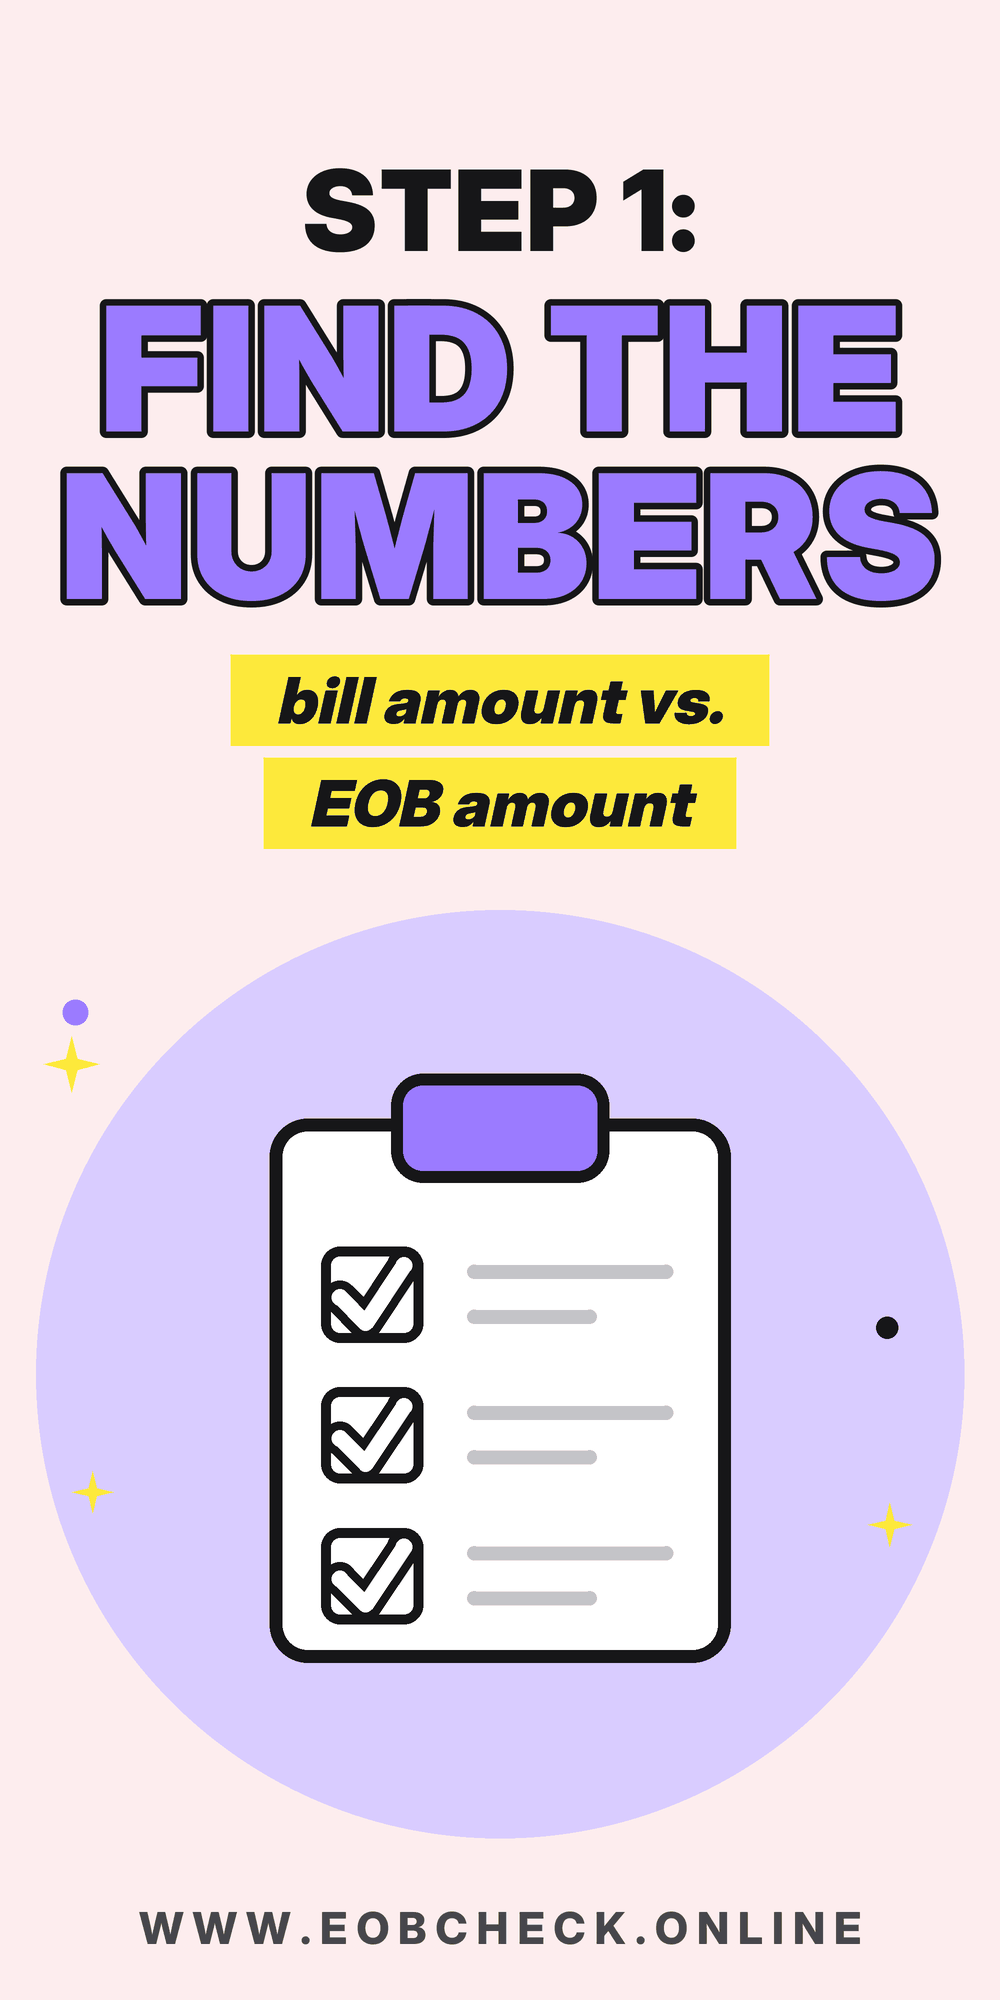 STEP 1:
FIND THE
NUMBERS
bill amount vs.
EOB amount
WWW.EOBCHECK.ONLINE